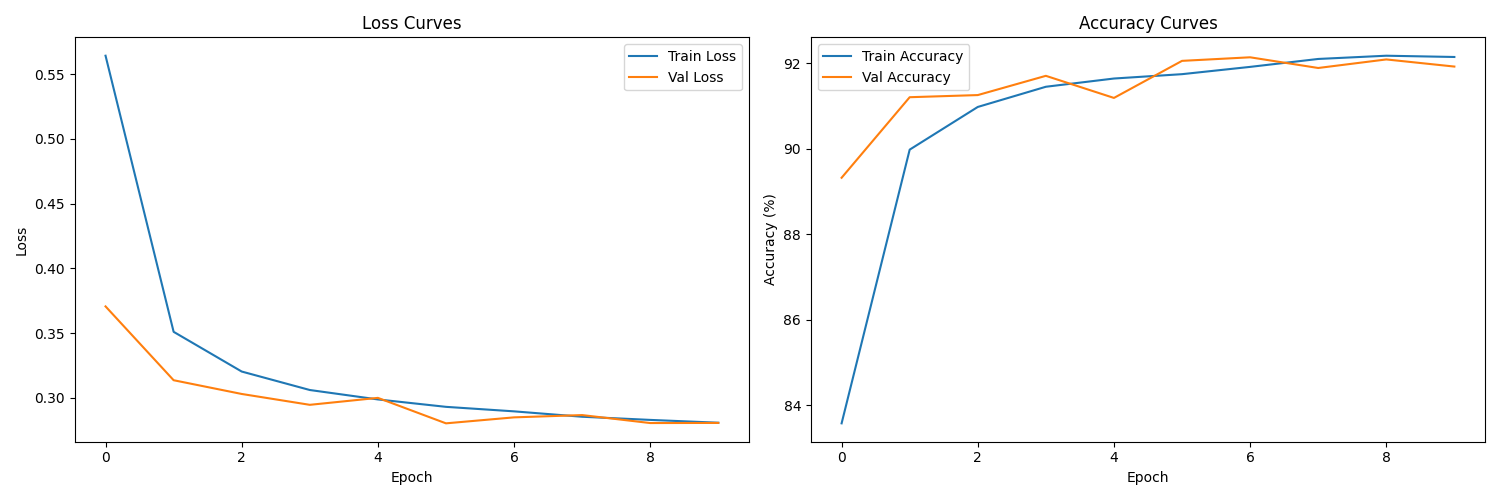 Loss Curves
Train Loss
Val Loss
0.55
0.50
0.45
0.40
0.35
0.30
Loss
0 2 4 6 8
Epoch
Accuracy Curves
Train Accuracy
Val Accuracy
92
90
88
86
84
Accuracy (%)
0 2 4 6 8
Epoch